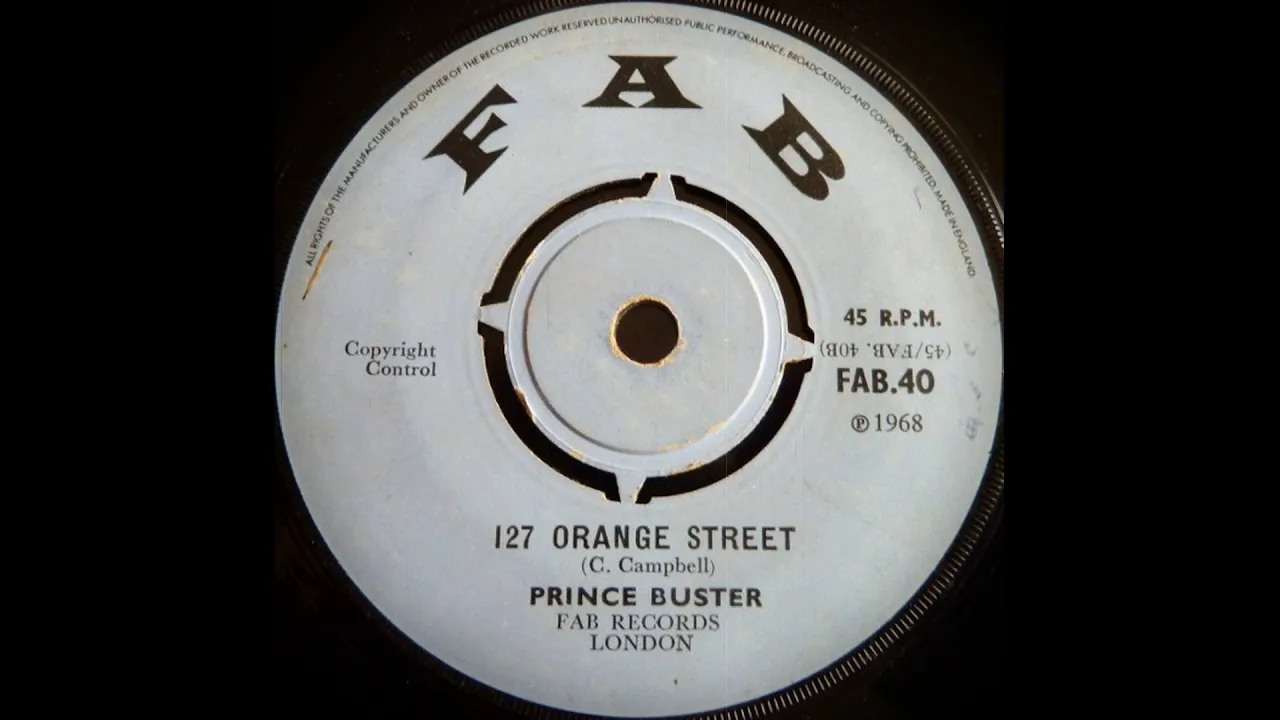 ALL RIGHTS OF THE MANUFACTURERS AND OWNER OF THE RECORDED WORK RESERVED UNAUTHORISED PUBLIC PERFORMANCE, BROADCASTING AND COPYING PROHIBITED. MADE IN ENGLAND
FAB
45 R.P.M.
(45/FAB. 40B)
FAB.40
℗ 1968
Copyright
Control
127 ORANGE STREET
(C. Campbell)
PRINCE BUSTER
FAB RECORDS
LONDON